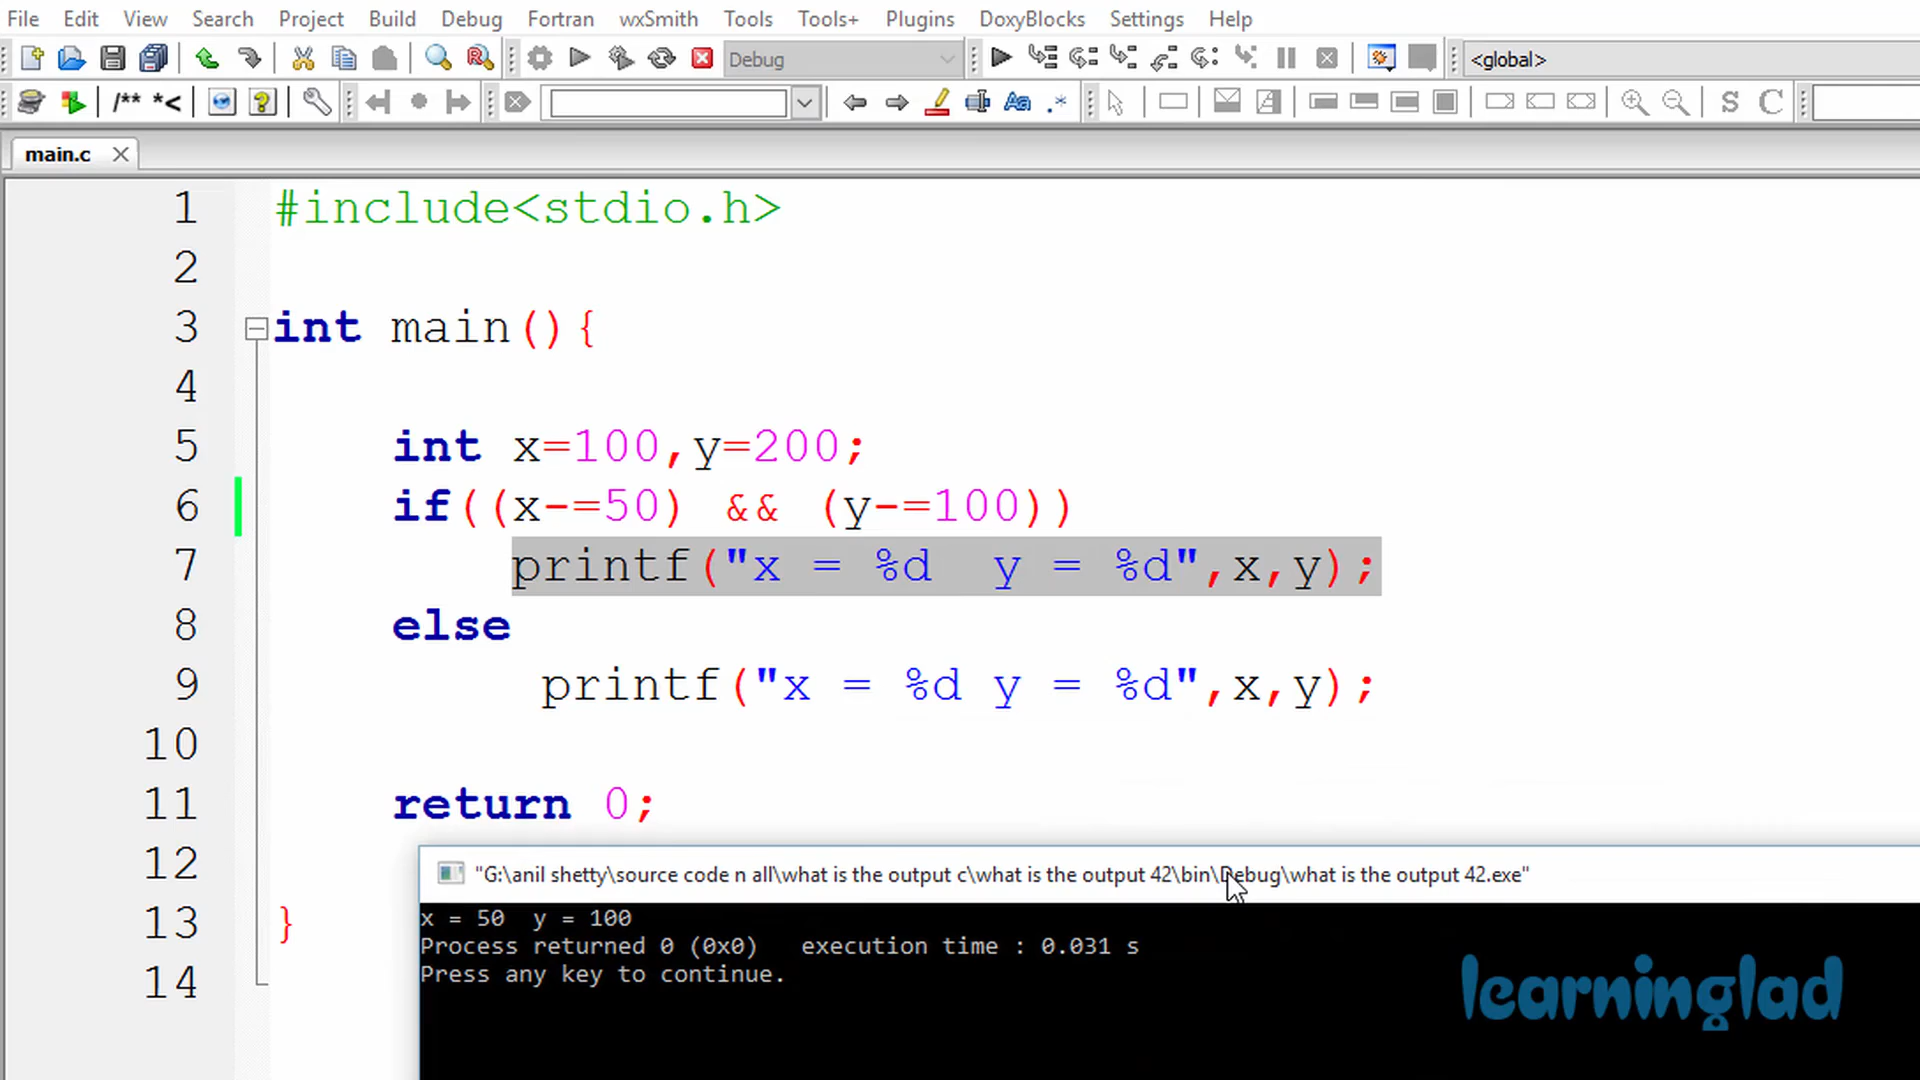 File Edit View Search Project Build Debug Fortran wxSmith Tools Tools+ Plugins DoxyBlocks Settings Help
Debug <global>
/** *< Aa .* S C
main.c
1 #include<stdio.h>
2
3 int main(){
4
5 int x=100,y=200;
6 if((x-=50) && (y-=100))
7 printf("x = %d  y = %d",x,y);
8 else
9 printf("x = %d y = %d",x,y);
10
11 return 0;
12
13 }
14
"G:\anil shetty\source code n all\what is the output c\what is the output 42\bin\Debug\what is the output 42.exe"
x = 50  y = 100
Process returned 0 (0x0)   execution time : 0.031 s
Press any key to continue.
learninglad